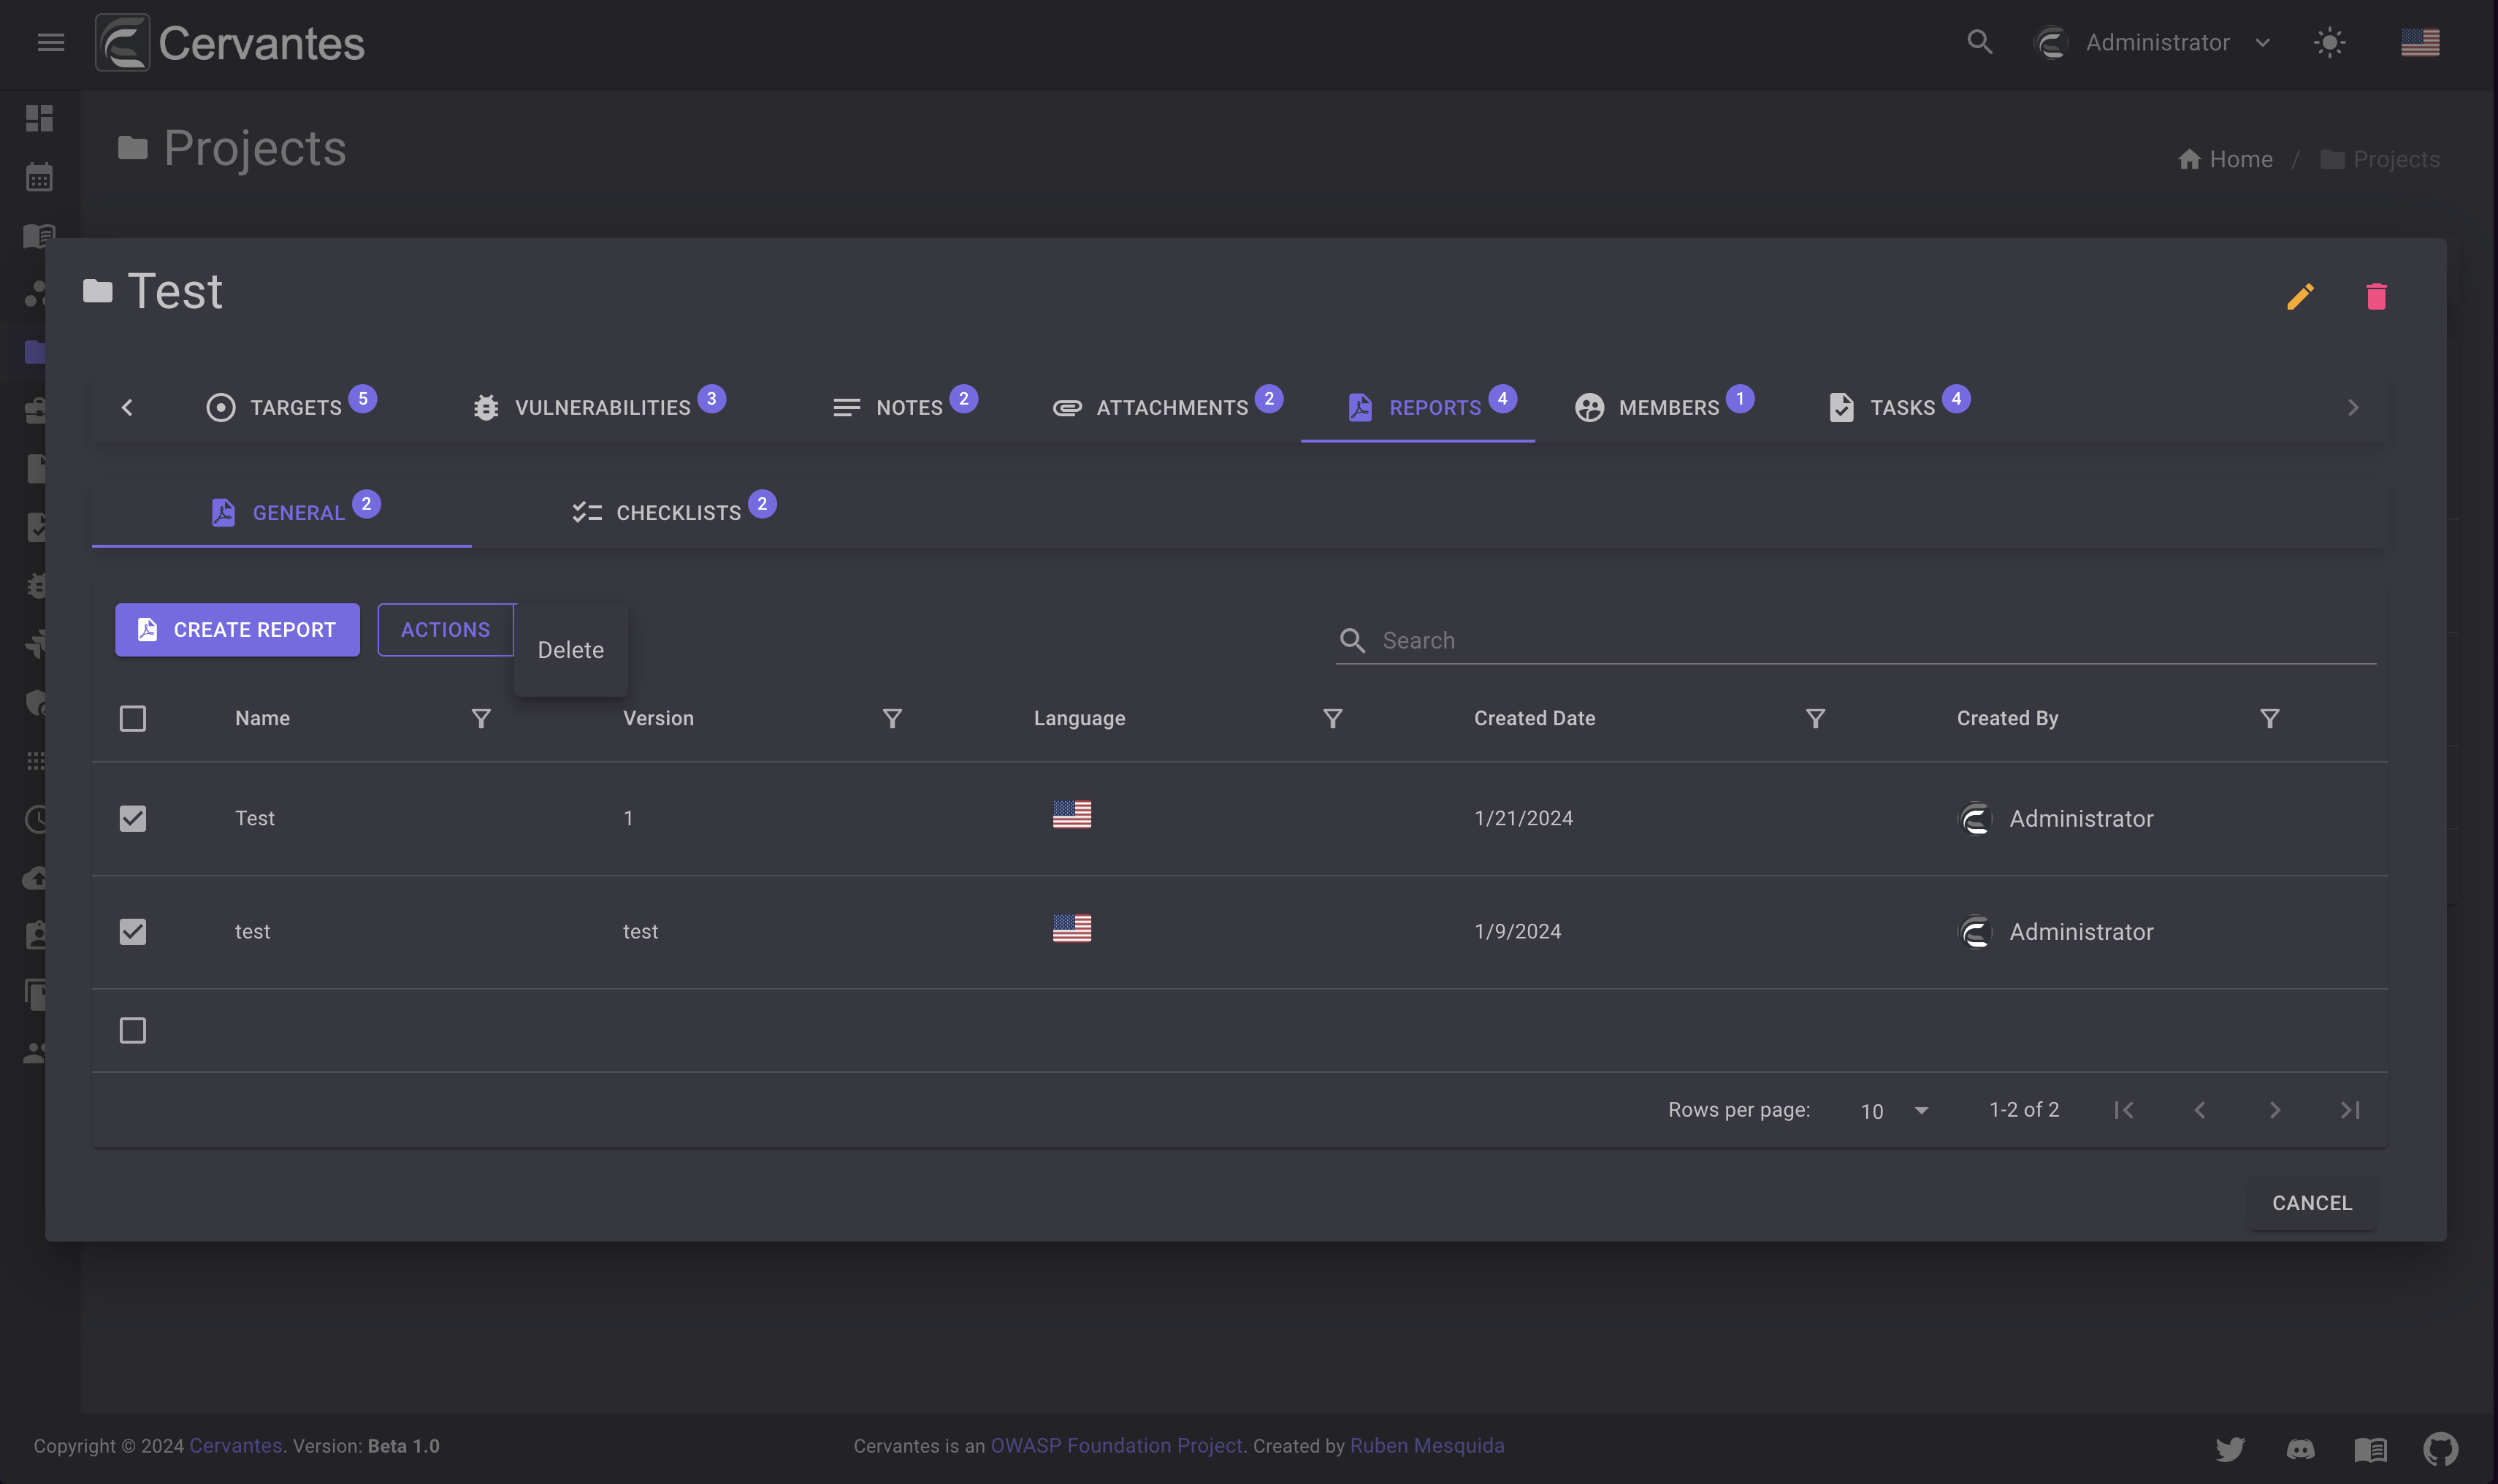 Cervantes
Administrator
Projects
Home / Projects
Test
TARGETS 5 VULNERABILITIES 3 NOTES 2 ATTACHMENTS 2 REPORTS 4 MEMBERS 1 TASKS 4
GENERAL 2 CHECKLISTS 2
CREATE REPORT ACTIONS Delete Search
Name Version Language Created Date Created By
Test 1 1/21/2024 Administrator
test test 1/9/2024 Administrator
Rows per page: 10 1-2 of 2
CANCEL
Copyright © 2024 Cervantes. Version: Beta 1.0 Cervantes is an OWASP Foundation Project. Created by Ruben Mesquida